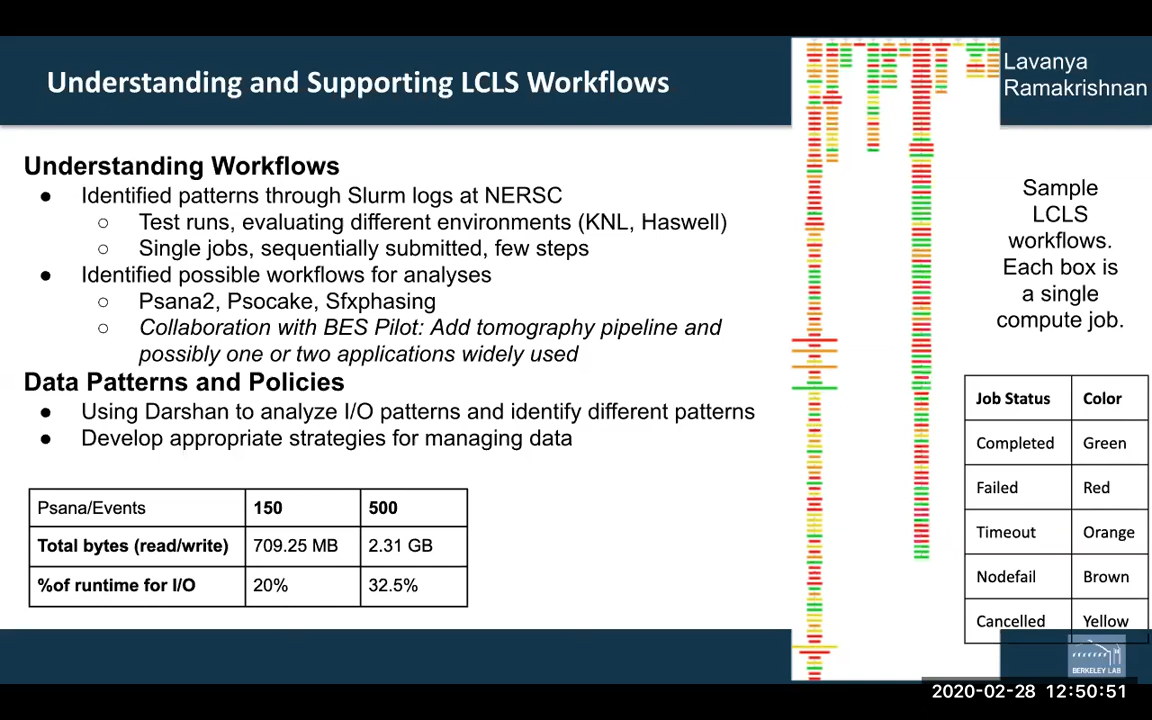 Understanding and Supporting LCLS Workflows
Lavanya
Ramakrishnan
Understanding Workflows
● Identified patterns through Slurm logs at NERSC
○ Test runs, evaluating different environments (KNL, Haswell)
○ Single jobs, sequentially submitted, few steps
● Identified possible workflows for analyses
○ Psana2, Psocake, Sfxphasing
○ Collaboration with BES Pilot: Add tomography pipeline and
possibly one or two applications widely used
Data Patterns and Policies
● Using Darshan to analyze I/O patterns and identify different patterns
● Develop appropriate strategies for managing data
Psana/Events 150 500
Total bytes (read/write) 709.25 MB 2.31 GB
%of runtime for I/O 20% 32.5%
Sample
LCLS
workflows.
Each box is
a single
compute job.
Job Status Color
Completed Green
Failed Red
Timeout Orange
Nodefail Brown
Cancelled Yellow
BERKELEY LAB
2020-02-28 12:50:51